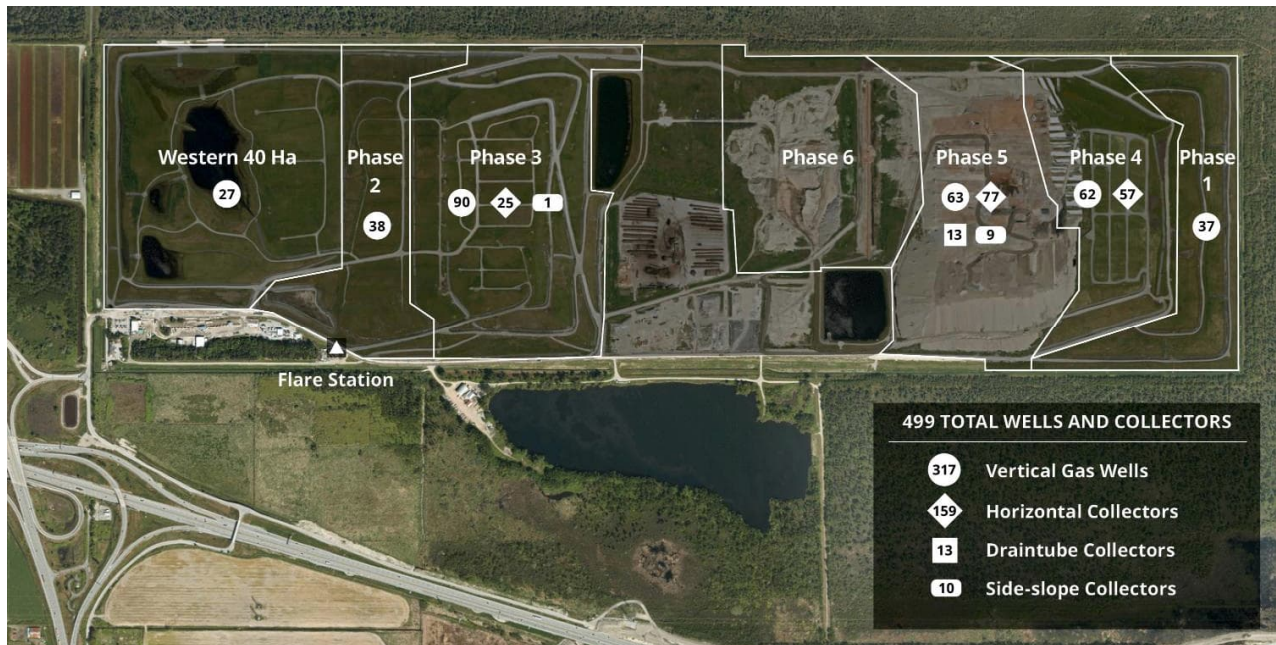 Western 40 Ha
27
Phase
2
38
Phase 3
90 25 1
Phase 6
Phase 5
63 77
13 9
Phase 4
62 57
Phase
1
37
Flare Station
499 TOTAL WELLS AND COLLECTORS
317 Vertical Gas Wells
159 Horizontal Collectors
13 Draintube Collectors
10 Side-slope Collectors